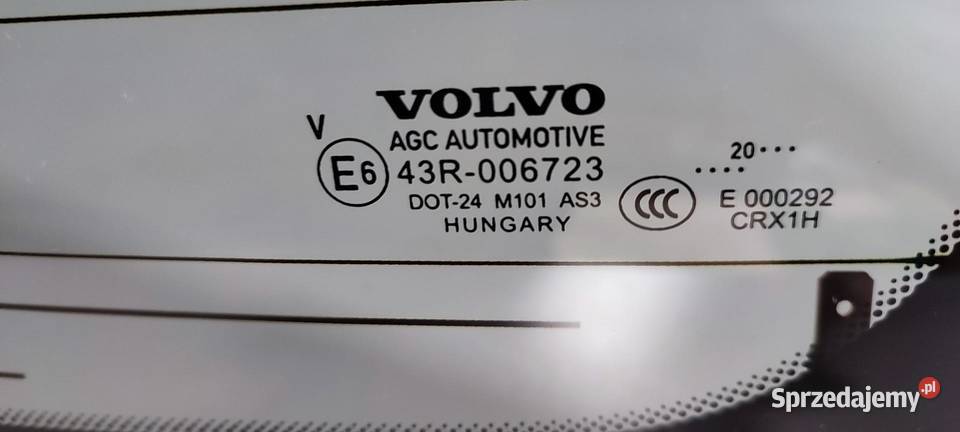 VOLVO
V
AGC AUTOMOTIVE
E6 43R-006723
DOT-24 M101 AS3
HUNGARY
CCC
20•••
••••
E 000292
CRX1H
Sprzedajemy.pl